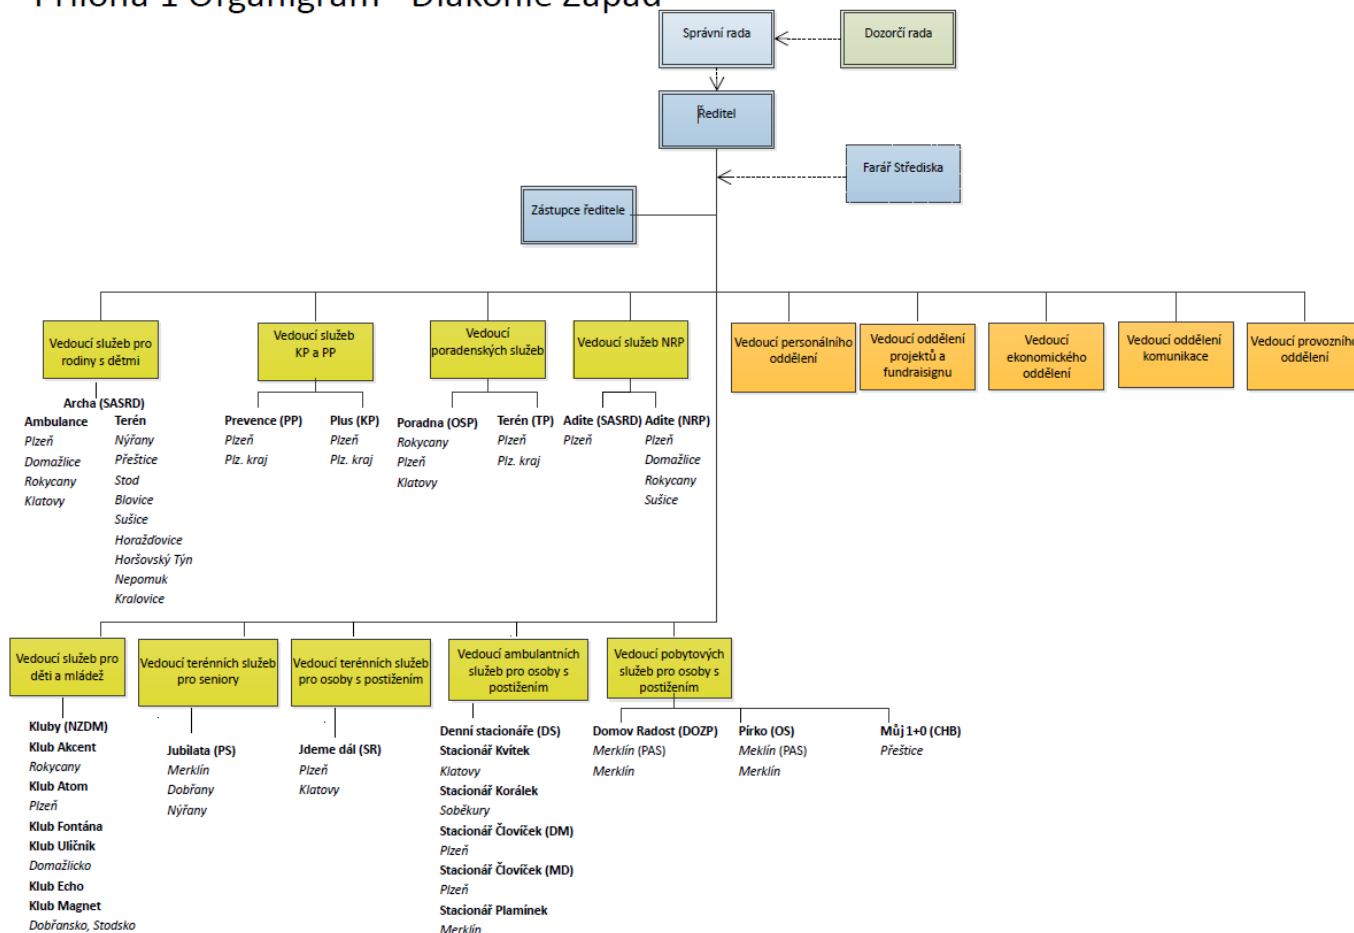 Příloha 1 Organigram - Diakonie Západ
Správní rada
Dozorčí rada
Ředitel
Farář Střediska
Zástupce ředitele
Vedoucí služeb pro
rodiny s dětmi
Vedoucí služeb
KP a PP
Vedoucí
poradenských služeb
Vedoucí služeb NRP
Vedoucí personálního
oddělení
Vedoucí oddělení
projektů a
fundraisignu
Vedoucí
ekonomického
oddělení
Vedoucí oddělení
komunikace
Vedoucí provozního
oddělení
Archa (SASRD)
Ambulance
Plzeň
Domažlice
Rokycany
Klatovy
Terén
Nýřany
Přeštice
Stod
Blovice
Sušice
Horažďovice
Horšovský Týn
Nepomuk
Kralovice
Prevence (PP)
Plzeň
Plz. kraj
Plus (KP)
Plzeň
Plz. kraj
Poradna (OSP)
Rokycany
Plzeň
Klatovy
Terén (TP)
Plzeň
Plz. kraj
Adite (SASRD)
Plzeň
Adite (NRP)
Plzeň
Domažlice
Rokycany
Sušice
Vedoucí služeb pro
děti a mládež
Vedoucí terénních služeb
pro seniory
Vedoucí terénních služeb
pro osoby s postižením
Vedoucí ambulantních
služeb pro osoby s
postižením
Vedoucí pobytových
služeb pro osoby s
postižením
Kluby (NZDM)
Klub Akcent
Rokycany
Klub Atom
Plzeň
Klub Fontána
Klub Uličník
Domažlicko
Klub Echo
Klub Magnet
Dobřansko, Stodsko
Jubilata (PS)
Merklín
Dobřany
Nýřany
Jdeme dál (SR)
Plzeň
Klatovy
Denní stacionáře (DS)
Stacionář Kvítek
Klatovy
Stacionář Korálek
Soběkury
Stacionář Človíček (DM)
Plzeň
Stacionář Človíček (MD)
Plzeň
Stacionář Plamínek
Merklín
Domov Radost (DOZP)
Merklín (PAS)
Merklín
Pírko (OS)
Meklín (PAS)
Merklín
Můj 1+0 (CHB)
Přeštice